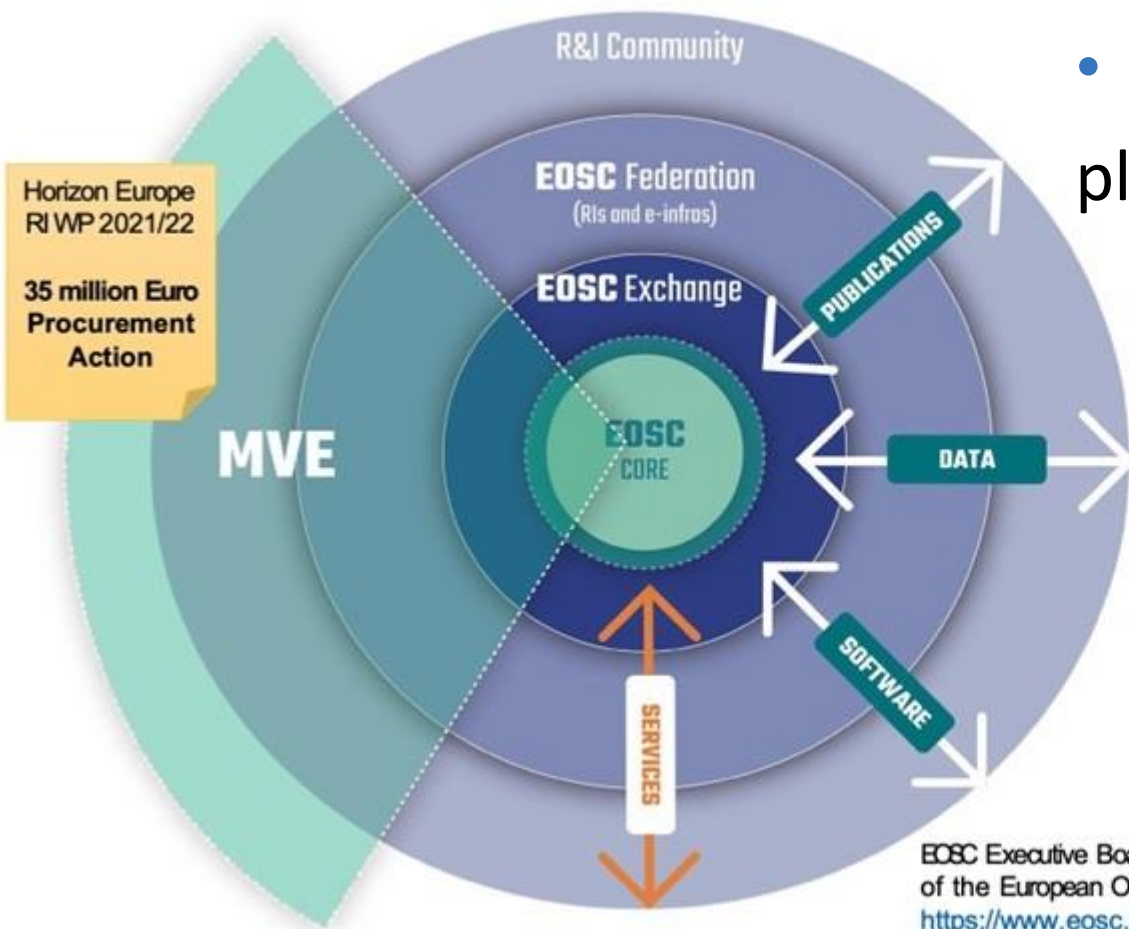 R&I Community
•
pl
Horizon Europe
RI WP 2021/22
35 million Euro
Procurement
Action
EOSC Federation
(RIs and e-infras)
EOSC Exchange
PUBLICATIONS
MVE
EOSC
CORE
DATA
SOFTWARE
SERVICES
EOSC Executive Boa
of the European O
https://www.eosc.